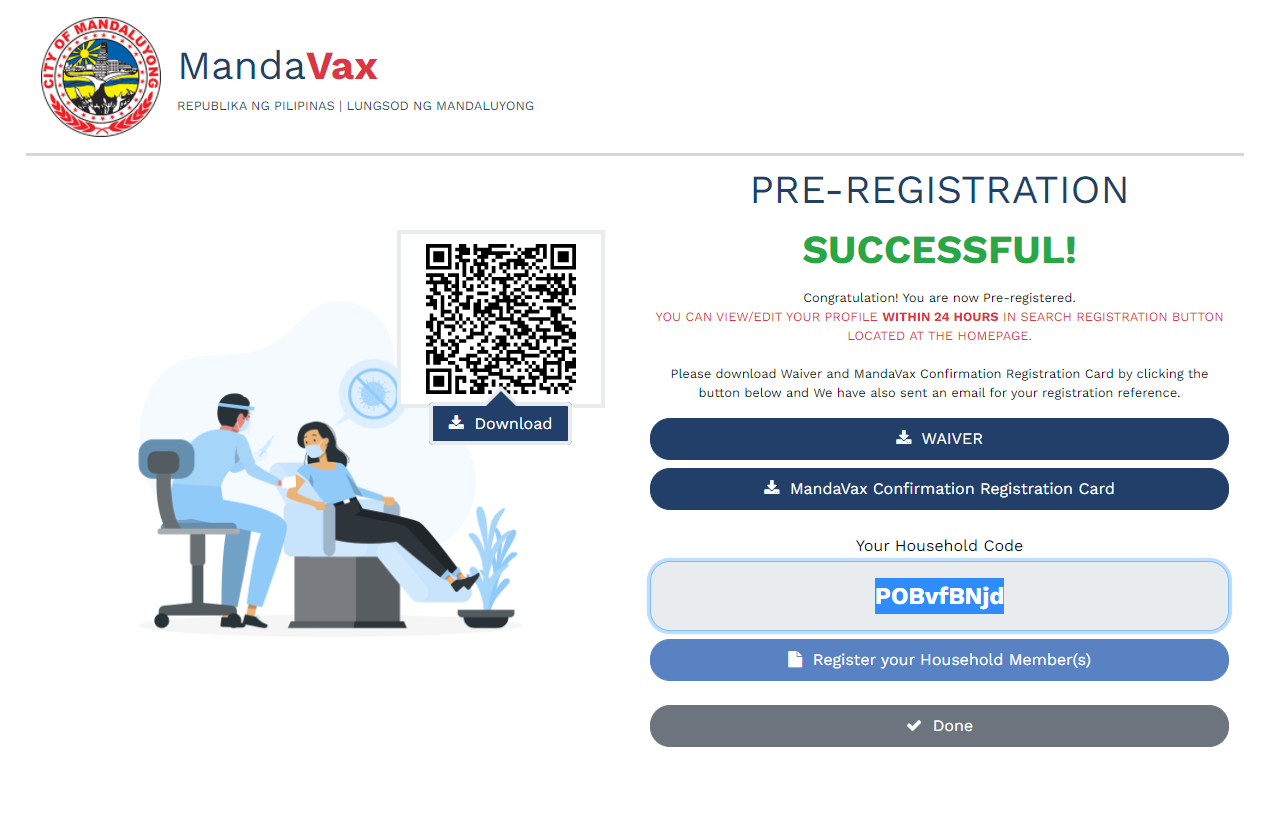 CITY OF MANDALUYONG
MandaVax
REPUBLIKA NG PILIPINAS | LUNGSOD NG MANDALUYONG
PRE-REGISTRATION
SUCCESSFUL!
Congratulation! You are now Pre-registered.
YOU CAN VIEW/EDIT YOUR PROFILE WITHIN 24 HOURS IN SEARCH REGISTRATION BUTTON
LOCATED AT THE HOMEPAGE.
Please download Waiver and MandaVax Confirmation Registration Card by clicking the
button below and We have also sent an email for your registration reference.
Download
WAIVER
MandaVax Confirmation Registration Card
Your Household Code
POBvfBNjd
Register your Household Member(s)
Done